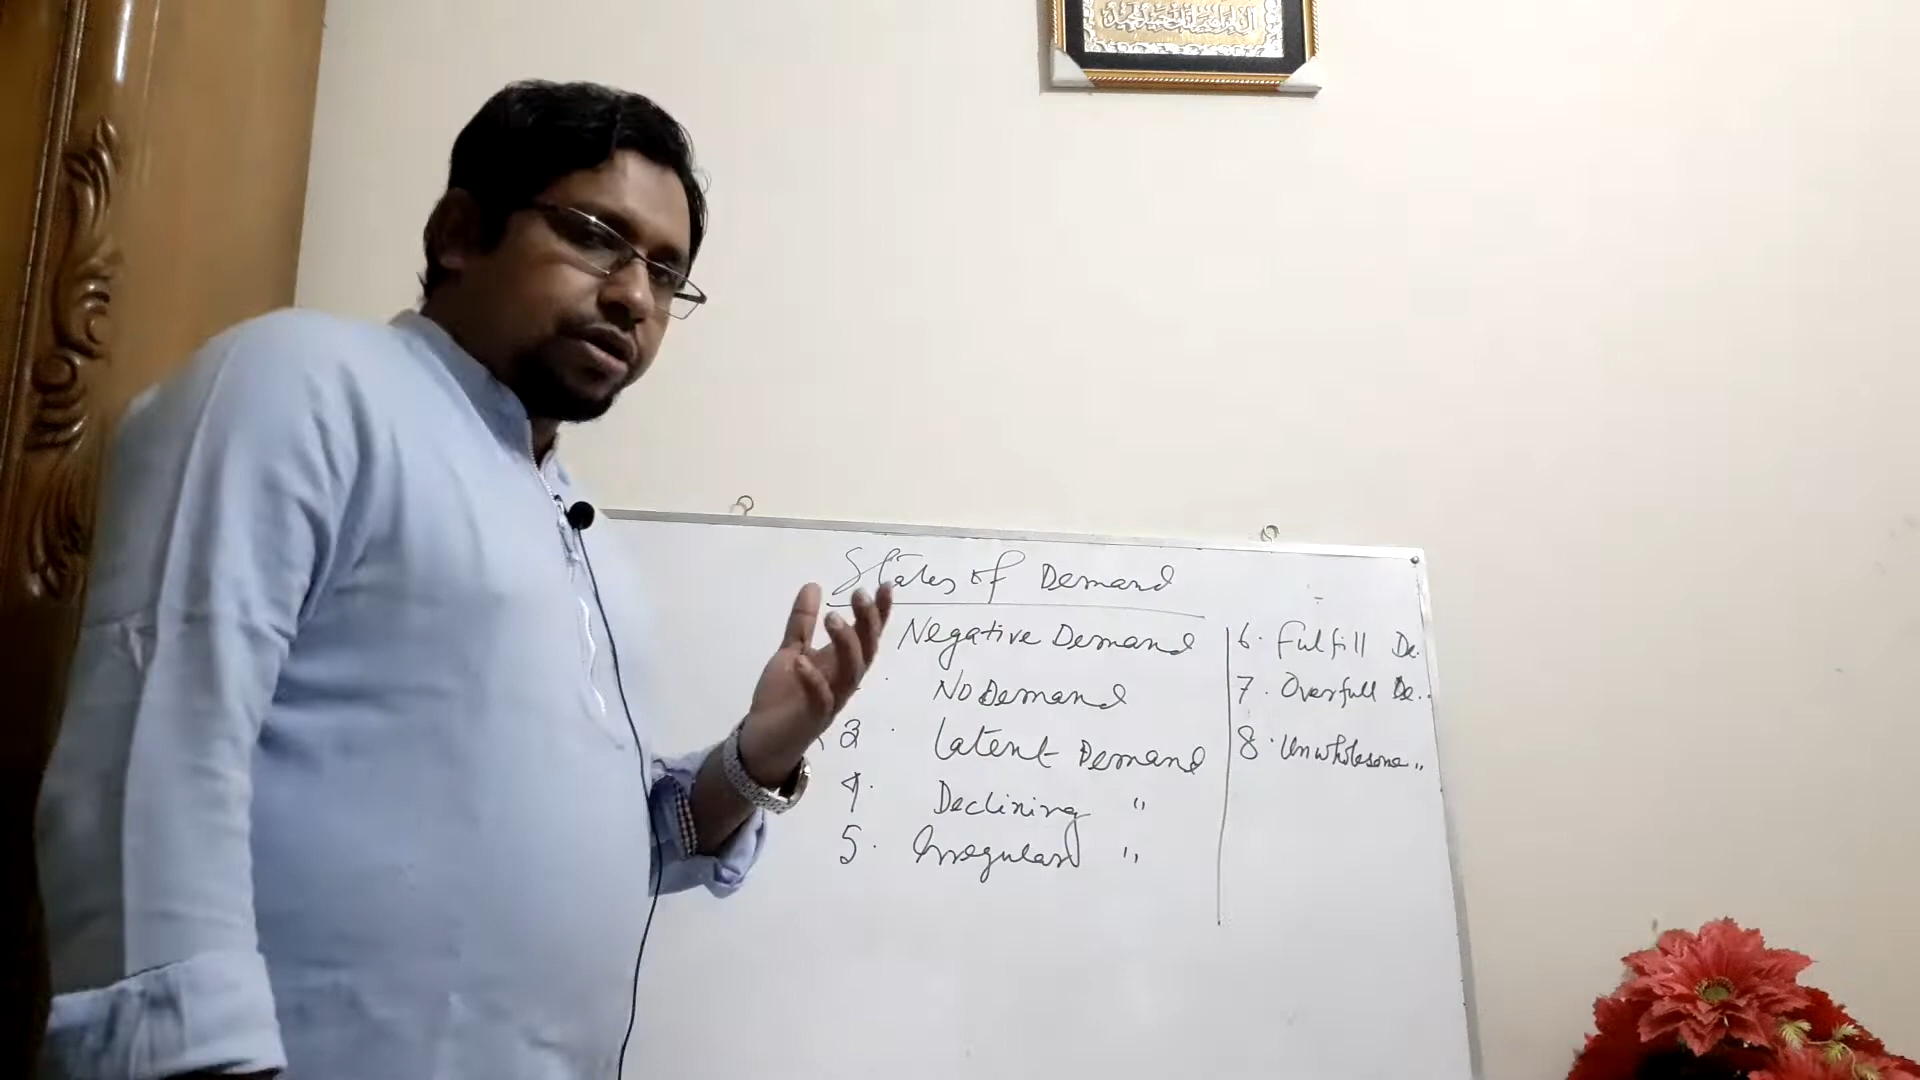 States of Demand
Negative Demand
No Demand
3. Latent Demand
4. Declining "
5. Irregular "
6. Fulfill De.
7. Overfull De..
8. Unwholesome "